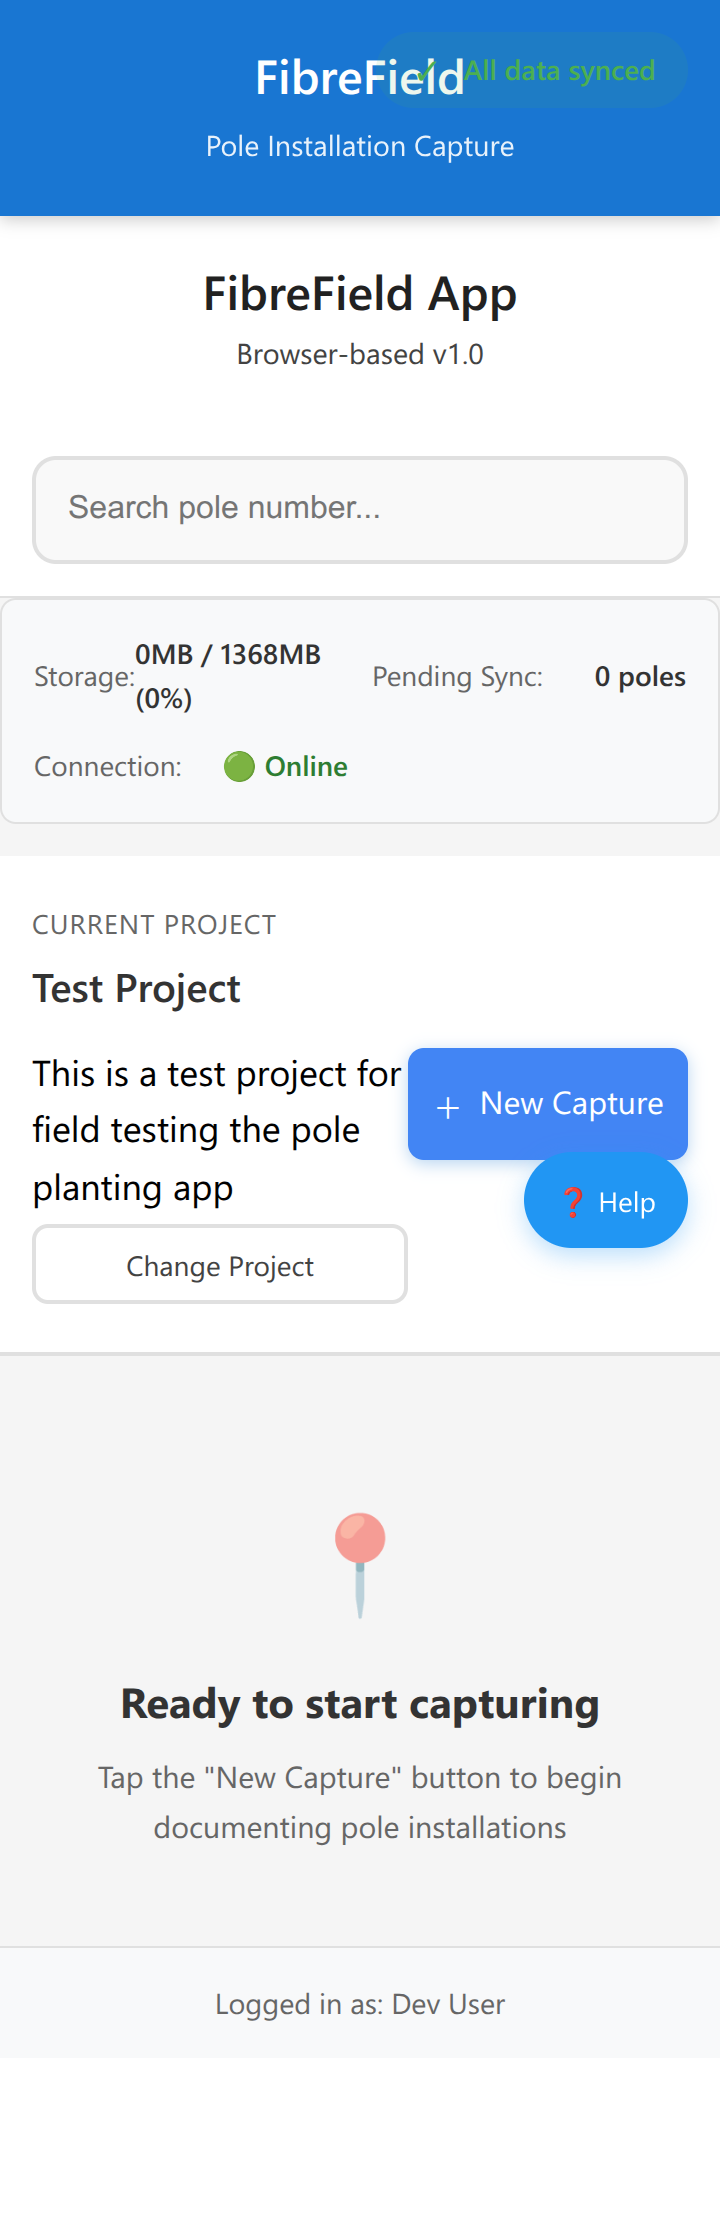 FibreField
✓ All data synced
Pole Installation Capture
FibreField App
Browser-based v1.0
Search pole number...
Storage: 0MB / 1368MB (0%)
Pending Sync: 0 poles
Connection: 🟢 Online
CURRENT PROJECT
Test Project
This is a test project for
field testing the pole
planting app
+ New Capture
❓ Help
Change Project
📍
Ready to start capturing
Tap the "New Capture" button to begin
documenting pole installations
Logged in as: Dev User